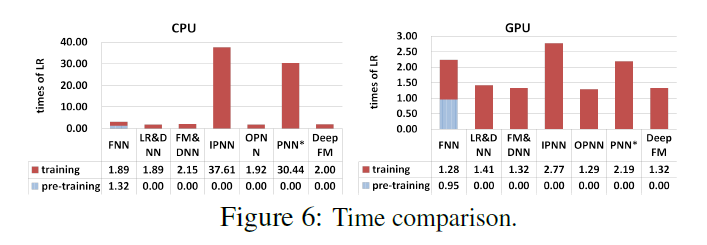 CPU
times of LR
40.00
30.00
20.00
10.00
0.00
FNN LR&D NN FM& DNN IPNN OPN N PNN* Deep FM
training 1.89 1.89 2.15 37.61 1.92 30.44 2.00
pre-training 1.32 0.00 0.00 0.00 0.00 0.00 0.00
GPU
times of LR
3.00
2.50
2.00
1.50
1.00
0.50
0.00
FNN LR&D NN FM& DNN IPNN OPNN PNN* Deep FM
training 1.28 1.41 1.32 2.77 1.29 2.19 1.32
pre-training 0.95 0.00 0.00 0.00 0.00 0.00 0.00
Figure 6: Time comparison.